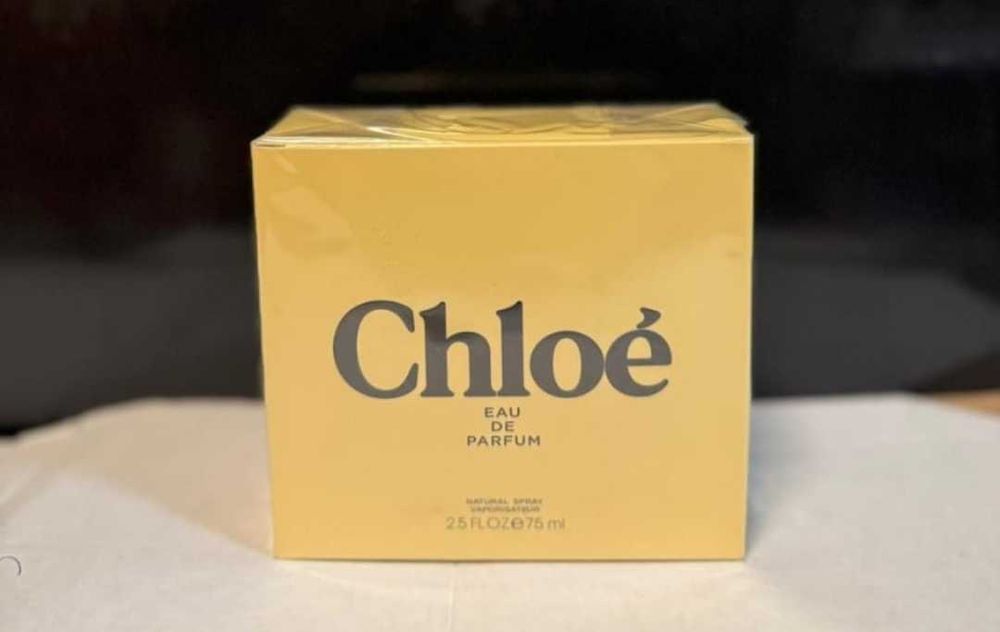 Chloé
EAU
DE
PARFUM
NATURAL SPRAY
VAPORISATEUR
2.5 FL.OZ℮75 ml